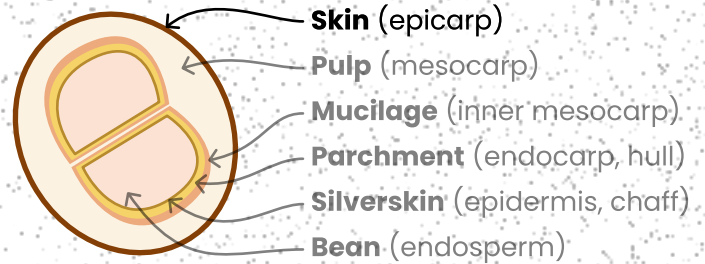 Skin (epicarp)
Pulp (mesocarp)
Mucilage (inner mesocarp)
Parchment (endocarp, hull)
Silverskin (epidermis, chaff)
Bean (endosperm)